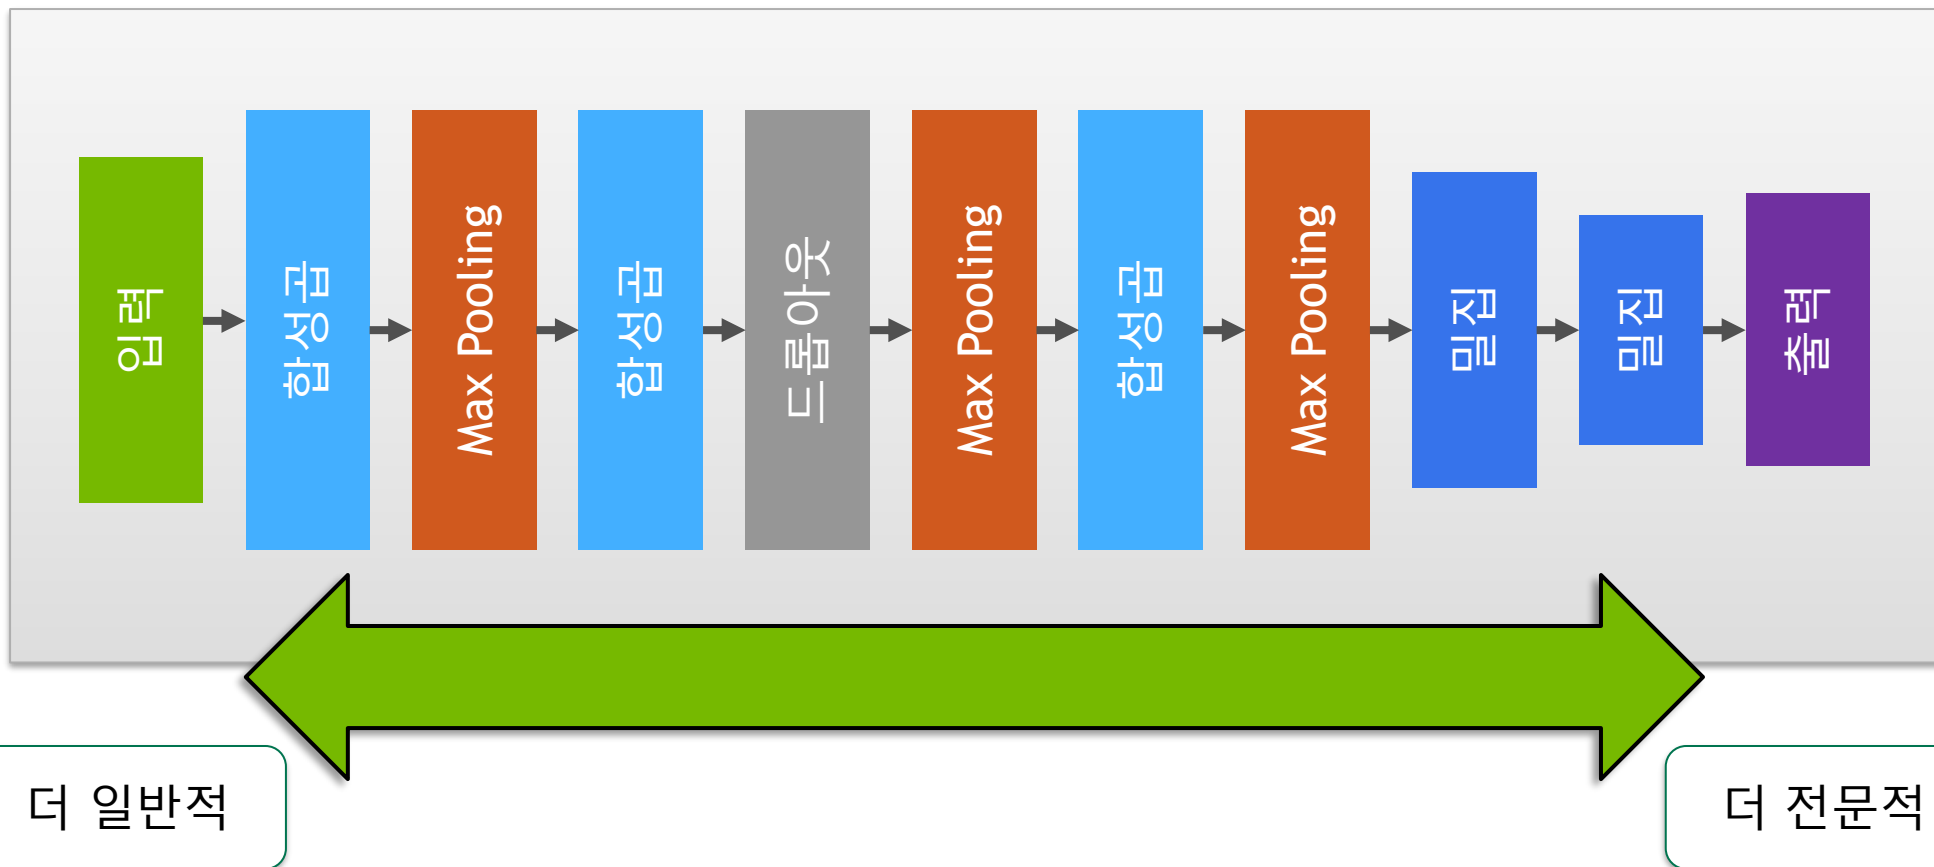 입력
합성곱
Max Pooling
합성곱
드롭아웃
Max Pooling
합성곱
Max Pooling
밀집
밀집
출력
더 일반적
더 전문적